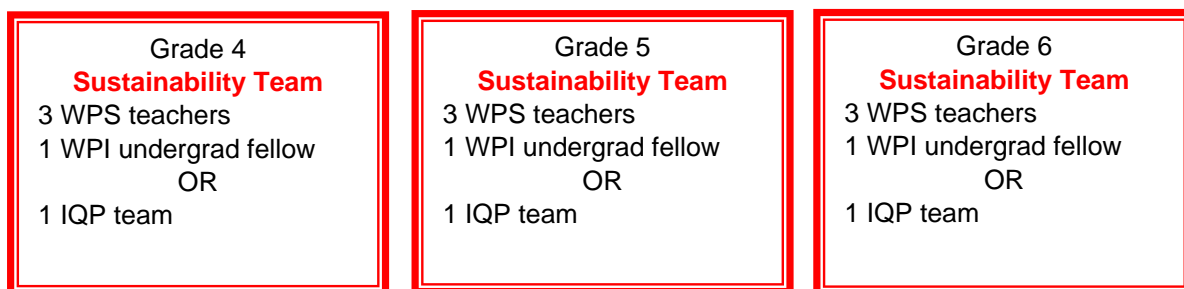 Grade 4
Sustainability Team
3 WPS teachers
1 WPI undergrad fellow
OR
1 IQP team
Grade 5
Sustainability Team
3 WPS teachers
1 WPI undergrad fellow
OR
1 IQP team
Grade 6
Sustainability Team
3 WPS teachers
1 WPI undergrad fellow
OR
1 IQP team